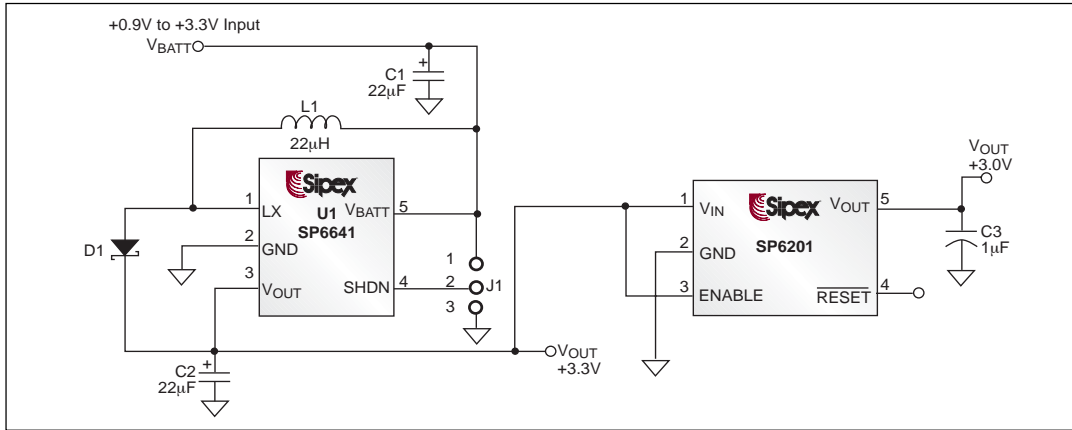 +0.9V to +3.3V Input
VBATT
+
C1
22μF
L1
22μH
Sipex
U1
SP6641
1
LX
2
GND
3
VOUT
VBATT
5
SHDN
4
D1
1
2
3
J1
+
C2
22μF
VOUT
+3.3V
Sipex
SP6201
1
VIN
2
GND
3
ENABLE
VOUT
5
RESET
4
VOUT
+3.0V
C3
1μF